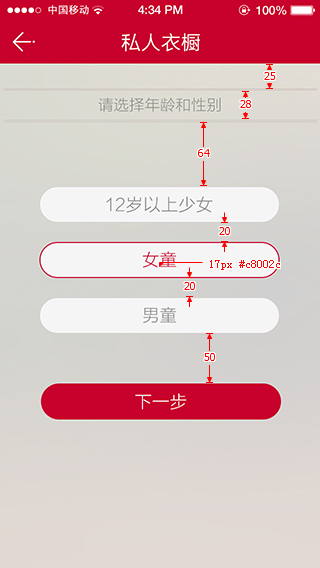 中国移动 4:34 PM 100%
私人衣橱
25
请选择年龄和性别
28
64
12岁以上少女
20
女童
17px #c8002c
20
男童
50
下一步